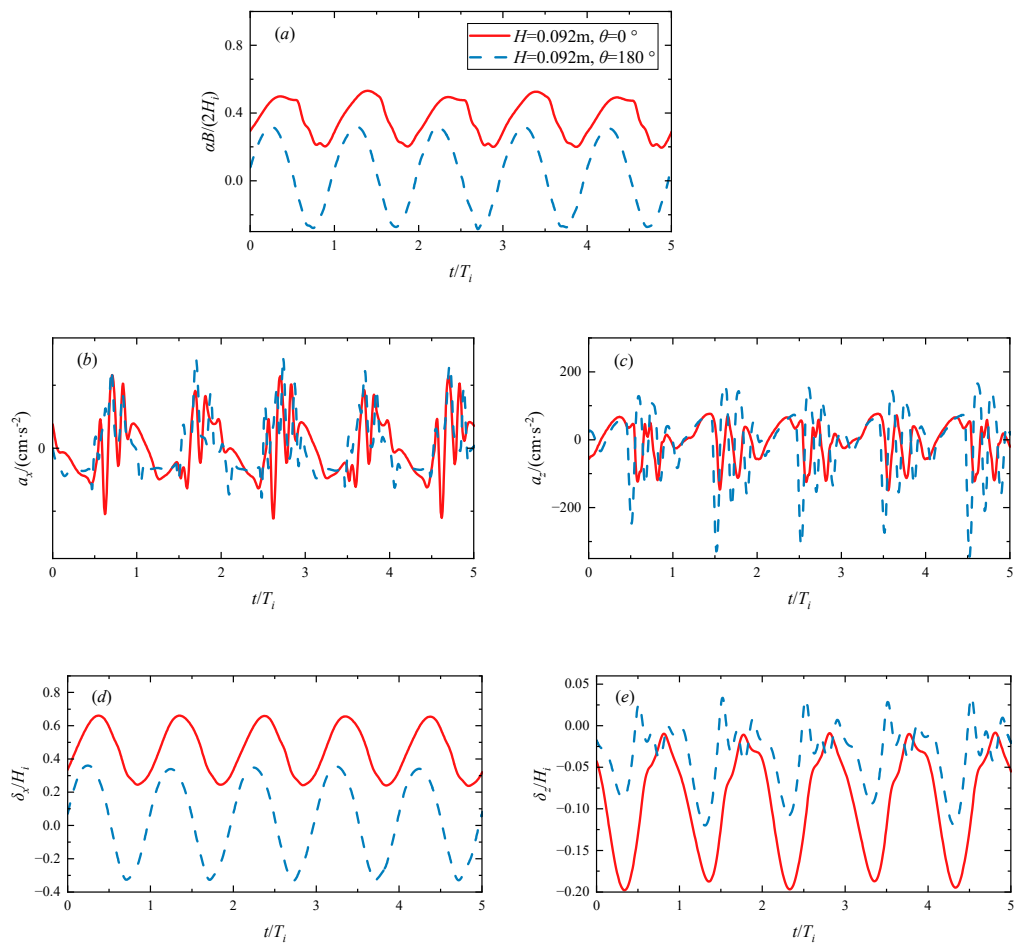 (a)
H=0.092m, θ=0 °
H=0.092m, θ=180 °
αB/(2H_i)
0.8
0.4
0.0
0 1 2 3 4 5
t/T_i
(b)
a_x/(cm·s⁻²)
0
0 1 2 3 4 5
t/T_i
(c)
a_z/(cm·s⁻²)
200
0
−200
0 1 2 3 4 5
t/T_i
(d)
δ_x/H_i
0.8
0.6
0.4
0.2
0.0
−0.2
−0.4
0 1 2 3 4 5
t/T_i
(e)
δ_z/H_i
0.05
0.00
−0.05
−0.10
−0.15
−0.20
0 1 2 3 4 5
t/T_i